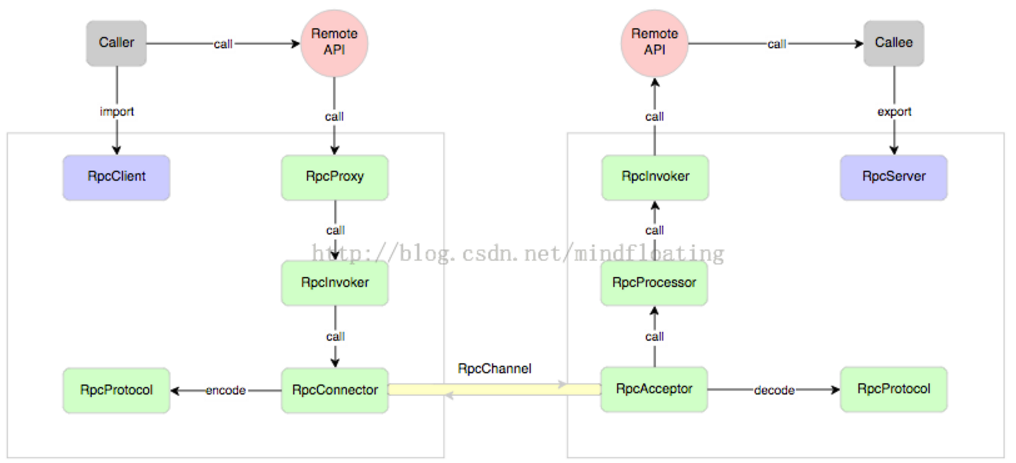 Caller
call
Remote
API
Remote
API
call
Callee
import
call
call
export
RpcClient
RpcProxy
RpcInvoker
RpcServer
call
call
http://blog.csdn.net/mindfloating
RpcInvoker
RpcProcessor
call
call
RpcChannel
RpcProtocol
encode
RpcConnector
RpcAcceptor
decode
RpcProtocol